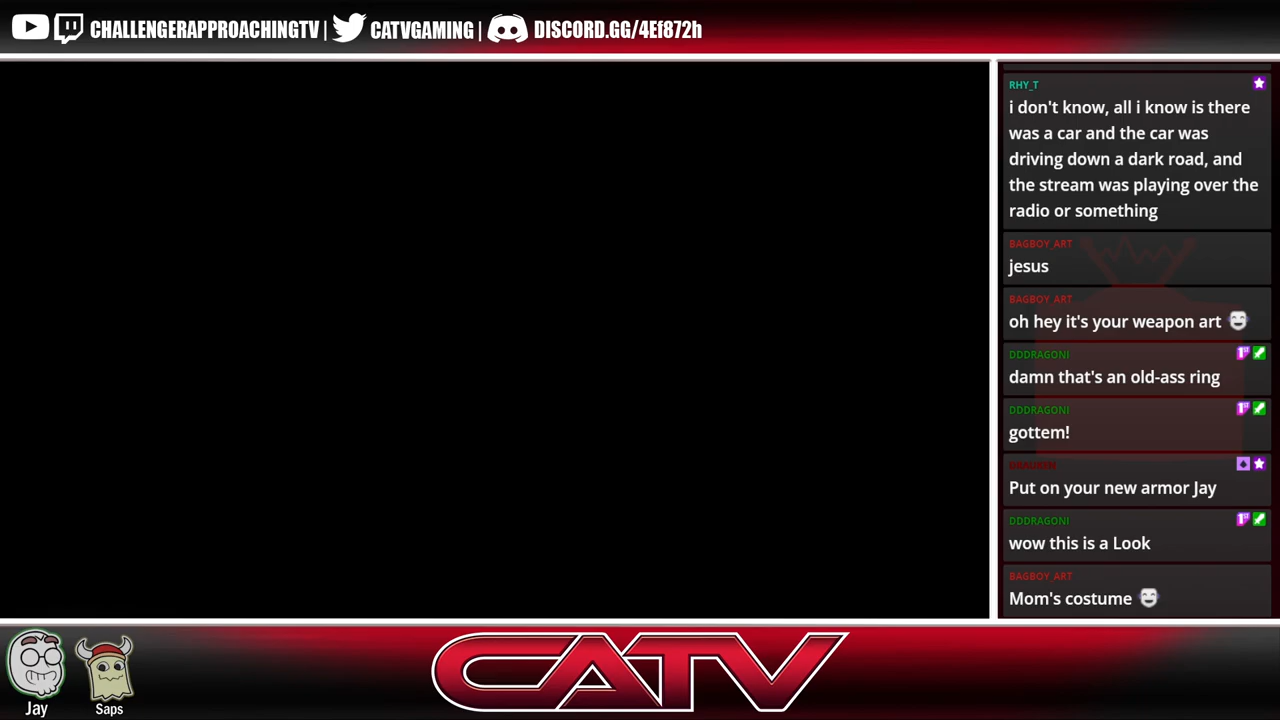 CHALLENGERAPPROACHINGTV | CATVGAMING | DISCORD.GG/4Ef872h
RHY_T
i don't know, all i know is there
was a car and the car was
driving down a dark road, and
the stream was playing over the
radio or something
BAGBOY_ART
jesus
BAGBOY_ART
oh hey it's your weapon art
DDDRAGONI
damn that's an old-ass ring
DDDRAGONI
gottem!
Put on your new armor Jay
DDDRAGONI
wow this is a Look
BAGBOY_ART
Mom's costume
CATV
Jay
Saps